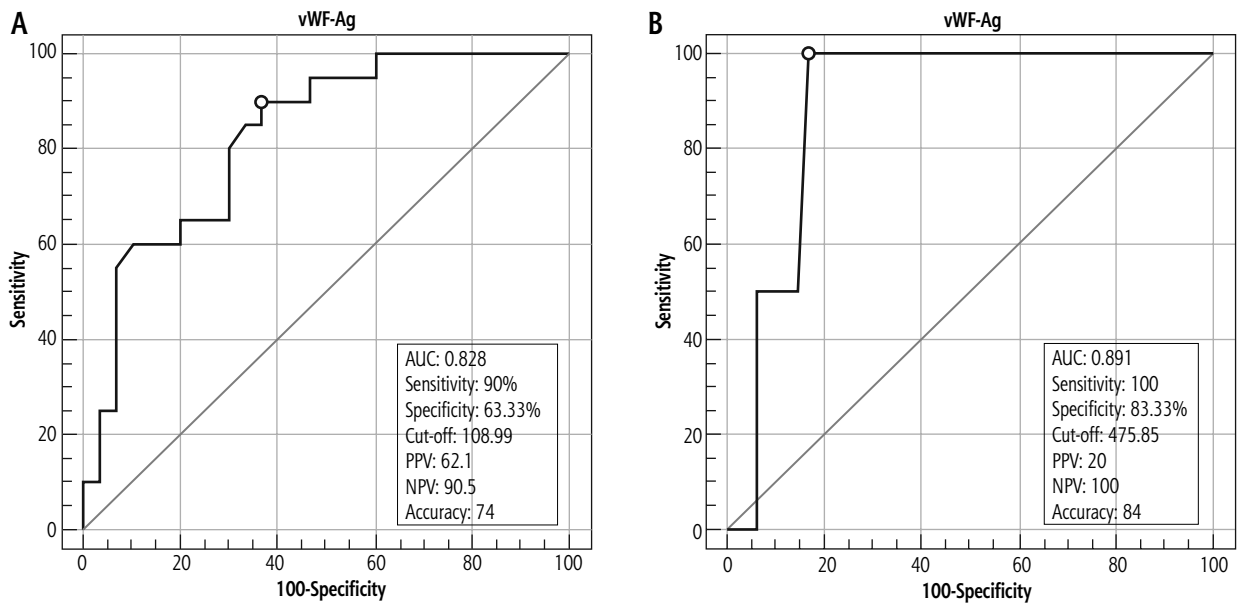 A
vWF-Ag
100
80
60
40
20
0
Sensitivity
AUC: 0.828
Sensitivity: 90%
Specificity: 63.33%
Cut-off: 108.99
PPV: 62.1
NPV: 90.5
Accuracy: 74
0 20 40 60 80 100
100-Specificity
B
vWF-Ag
100
80
60
40
20
0
Sensitivity
AUC: 0.891
Sensitivity: 100
Specificity: 83.33%
Cut-off: 475.85
PPV: 20
NPV: 100
Accuracy: 84
0 20 40 60 80 100
100-Specificity